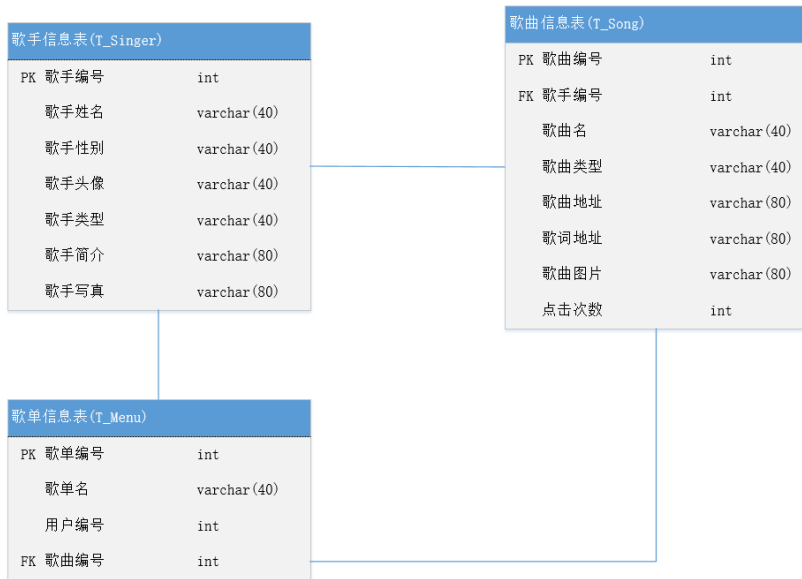 歌手信息表(T_Singer)
PK 歌手编号 int
歌手姓名 varchar(40)
歌手性别 varchar(40)
歌手头像 varchar(40)
歌手类型 varchar(40)
歌手简介 varchar(80)
歌手写真 varchar(80)
歌曲信息表(T_Song)
PK 歌曲编号 int
FK 歌手编号 int
歌曲名 varchar(40)
歌曲类型 varchar(40)
歌曲地址 varchar(80)
歌词地址 varchar(80)
歌曲图片 varchar(80)
点击次数 int
歌单信息表(T_Menu)
PK 歌单编号 int
歌单名 varchar(40)
用户编号 int
FK 歌曲编号 int